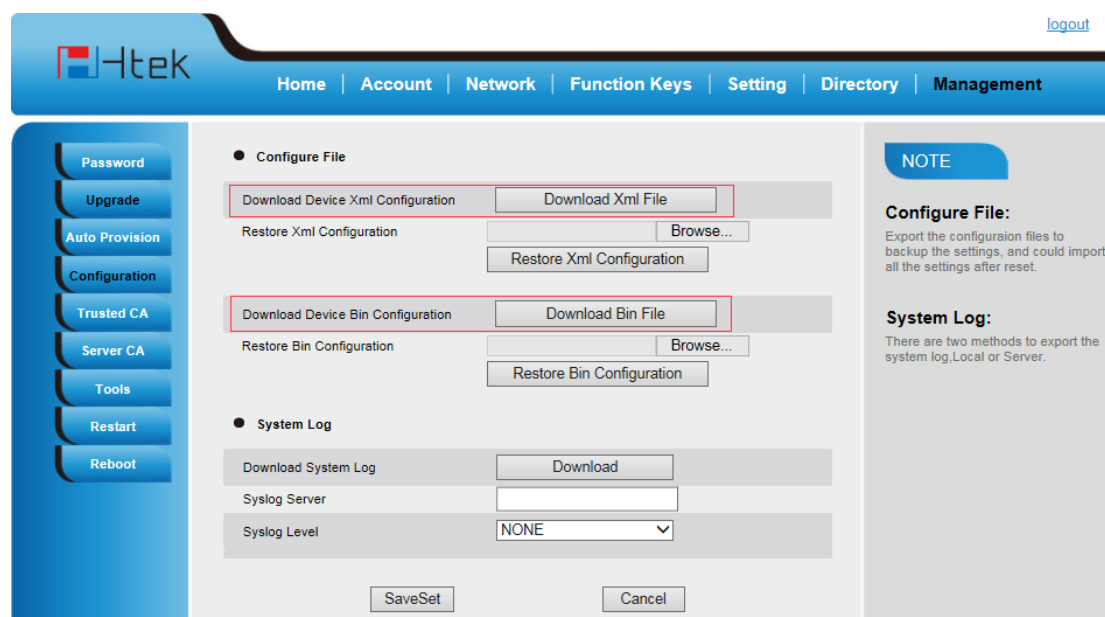 logout
Htek
Home | Account | Network | Function Keys | Setting | Directory | Management
Password
Upgrade
Auto Provision
Configuration
Trusted CA
Server CA
Tools
Restart
Reboot
Configure File
Download Device Xml Configuration Download Xml File
Restore Xml Configuration Browse...
Restore Xml Configuration
Download Device Bin Configuration Download Bin File
Restore Bin Configuration Browse...
Restore Bin Configuration
System Log
Download System Log Download
Syslog Server
Syslog Level NONE
SaveSet Cancel
NOTE
Configure File:
Export the configuraion files to
backup the settings, and could import
all the settings after reset.
System Log:
There are two methods to export the
system log,Local or Server.